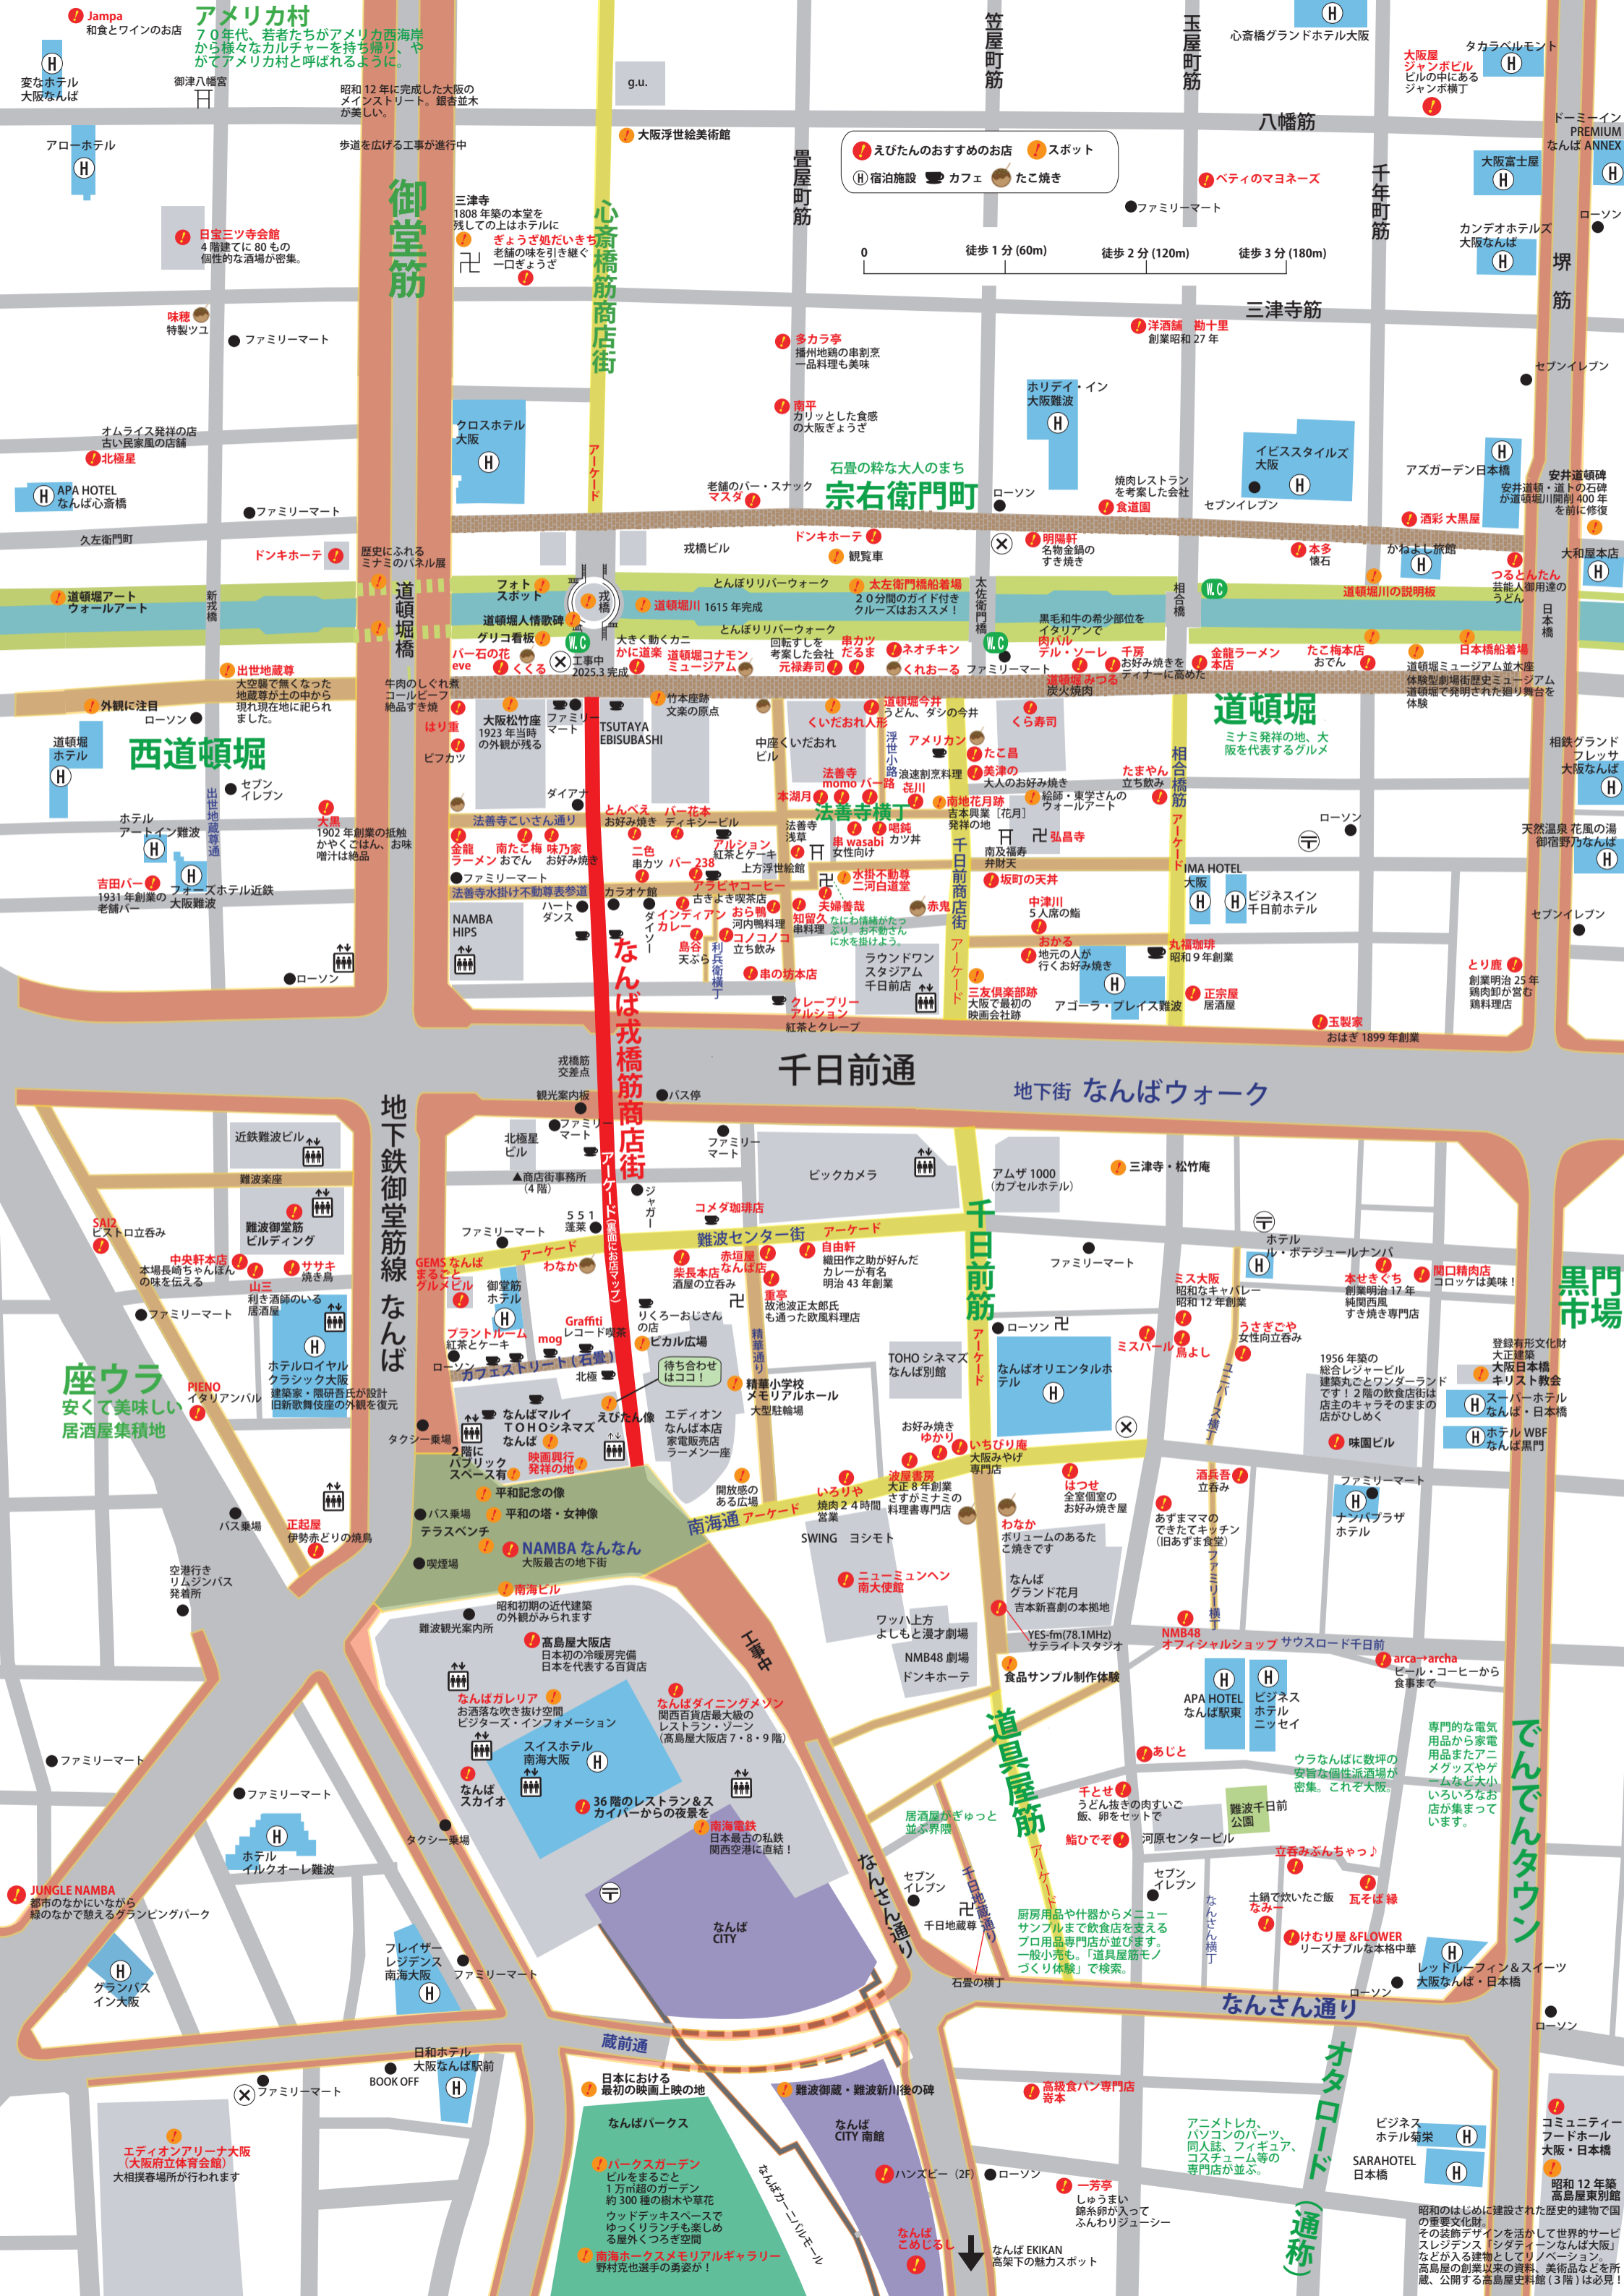 Jampa
和食とワインのお店
変なホテル
大阪なんば
アメリカ村
７０年代、若者たちがアメリカ西海岸
から様々なカルチャーを持ち帰り、や
がてアメリカ村と呼ばれるように。
御津八幡宮
昭和 12 年に完成した大阪の
メインストリート。銀杏並木
が美しい。
歩道を広げる工事が進行中
アローホテル
日宝三ツ寺会館
4 階建てに 80 もの
個性的な酒場が密集。
御堂筋
三津寺
1808 年築の本堂を
残しての上はホテルに
ぎょうざ処だいきち
老舗の味を引き継ぐ
一口ぎょうざ
心斎橋筋商店街
アーケード
g.u.
大阪浮世絵美術館
畳屋町筋
笠屋町筋
玉屋町筋
千年町筋
堺筋
八幡筋
三津寺筋
心斎橋グランドホテル大阪
大阪屋
ジャンボビル
ビルの中にある
ジャンボ横丁
タカラベルモント
ドーミーイン
PREMIUM
なんば ANNEX
大阪富士屋
ローソン
カンデオホテルズ
大阪なんば
えびたんのおすすめのお店
スポット
宿泊施設
カフェ
たこ焼き
ベティのマヨネーズ
ファミリーマート
0
徒歩 1 分 (60m)
徒歩 2 分 (120m)
徒歩 3 分 (180m)
味穂
特製ツユ
ファミリーマート
多カラ亭
播州地鶏の串割烹
一品料理も美味
洋酒舗 勘十里
創業昭和 27 年
セブンイレブン
南平
カリッとした食感
の大阪ぎょうざ
ホリデイ・イン
大阪難波
クロスホテル
大阪
オムライス発祥の店
古い民家風の店舗
北極星
APA HOTEL
なんば心斎橋
ファミリーマート
久左衛門町
イビススタイルズ
大阪
セブンイレブン
アズガーデン日本橋
安井道頓碑
安井道頓・道トの石碑
が道頓堀川開削 400 年
を前に修復
石畳の粋な大人のまち
宗右衛門町
老舗のバー・スナック
マスダ
ローソン
焼肉レストラン
を考案した会社
食道園
酒彩 大黒屋
ドンキホーテ
歴史にふれる
ミナミのパネル展
戎橋ビル
ドンキホーテ
観覧車
明陽軒
名物金鍋の
すき焼き
本多
懐石
かねよし旅館
つるとんたん
芸能人御用達の
うどん
大和屋本店
道頓堀アート
ウォールアート
新戎橋
道頓堀橋
フォト
スポット
戎橋
道頓堀人情歌碑
グリコ看板
とんぼりリバーウォーク
道頓堀川 1615 年完成
太左衛門橋船着場
２０分間のガイド付き
クルーズはおススメ！
とんぼりリバーウォーク
太左衛門橋
相合橋
W.C
道頓堀川の説明板
日本橋
バー石の花
eve
くくる
工事中
2025.3 完成
W.C
大きく動くカニ
かに道楽
道頓堀コナモン
ミュージアム
回転すしを
考案した会社
元禄寿司
串カツ
だるま
ネオチキン
くれおーる
W.C
ファミリーマート
黒毛和牛の希少部位を
イタリアンで
肉バル
デル・ソーレ
千房
お好み焼きを
ディナーに高めた
道頓堀 みつる
炭火焼肉
金龍ラーメン
本店
たこ梅本店
おでん
日本橋船着場
道頓堀ミュージアム並木座
体験型劇場街歴史ミュージアム
道頓堀で発明された廻り舞台を
体験
出世地蔵尊
大空襲で無くなった
地蔵尊が土の中から
現れ現在地に祀られ
ました。
外観に注目
ローソン
道頓堀
ホテル
西道頓堀
セブン
イレブン
牛肉のしぐれ煮
コールビーフ
絶品すき焼
はり重
ビフカツ
大阪松竹座
1923 年当時
の外観が残る
ファミリー
マート
TSUTAYA
EBISUBASHI
竹本座跡
文楽の原点
中座くいだおれ
ビル
くいだおれ人形
道頓堀今井
うどん、ダシの今井
浮世小路
アメリカン
くら寿司
たこ昌
美津の
大人のお好み焼き
道頓堀
ミナミ発祥の地、大
阪を代表するグルメ
相鉄グランド
フレッサ
大阪なんば
出世地蔵尊通
ホテル
アートイン難波
大黒
1902 年創業の抵触
かやくごはん、お味
噌汁は絶品
吉田バー
1931 年創業の
老舗バー
フォーズホテル近鉄
大阪難波
ダイアナ
法善寺こいさん通り
金龍
ラーメン
南たこ梅
おでん
味乃家
お好み焼き
ファミリーマート
法善寺水掛け不動尊表参道
とんべえ
お好み焼き
バー花本
ディキシービル
二色
串カツ
バー 238
アルション
紅茶とケーキ
アラビヤコーヒー
古きよき喫茶店
カラオケ館
本湖月
法善寺
momo
バー路
浪速割烹料理
㐂川
法善寺横丁
法善寺
浅草
串 wasabi
女性向け
喝鈍
カツ丼
上方浮世絵館
水掛不動尊
二河白道堂
夫婦善哉
赤鬼
なにわ情緒がたっ
ぷり。お不動さん
に水を掛けよう。
知留久
串料理
南地花月跡
吉本興業［花月］
発祥の地
絵師・東学さんの
ウォールアート
たまやん
立ち飲み
南及福寿
弁財天
弘昌寺
坂町の天丼
千日前商店街
アーケード
相合橋筋
アーケード
IMA HOTEL
大阪
ビジネスイン
千日前ホテル
ローソン
天然温泉 花風の湯
御宿野乃なんば
セブンイレブン
NAMBA
HIPS
ハート
ダンス
ダイソー
インディアン
カレー
おら鴨
河内鴨料理
島谷
天ぷら
利兵衛横丁
コノコノコ
立ち飲み
串の坊本店
クレープリー
アルション
紅茶とクレープ
ラウンドワン
スタジアム
千日前店
三友倶楽部跡
大阪で最初の
映画会社跡
中津川
５人席の鮨
おかる
地元の人が
行くお好み焼き
アゴーラ・プレイス難波
丸福珈琲
昭和 9 年創業
正宗屋
居酒屋
玉製家
おはぎ 1899 年創業
とり鹿
創業明治 25 年
鶏肉卸が営む
鶏料理店
ローソン
なんば戎橋筋商店街
アーケード（裏面にお店マップ）
千日前通
地下街 なんばウォーク
戎橋筋
交差点
観光案内板
バス停
地下鉄御堂筋線 なんば
北極星
ビル
ファミリー
マート
▲商店街事務所
（4 階）
ファミリー
マート
ジャガー
ビックカメラ
アムザ 1000
（カプセルホテル）
三津寺・松竹庵
近鉄難波ビル
難波楽座
SAI2
ビストロ立呑み
難波御堂筋
ビルディング
中央軒本店
本場長崎ちゃんぽん
の味を伝える
山三
利き酒師のいる
居酒屋
ササキ
焼き鳥
ファミリーマート
５５１
蓬莱
ファミリーマート
アーケード
わなか
GEMS なんば
まるごと
グルメビル
コメダ珈琲店
難波センター街
アーケード
柴長本店
酒屋の立呑み
赤垣屋
なんば店
自由軒
織田作之助が好んだ
カレーが有名
明治 43 年創業
重亭
故池波正太郎氏
も通った欧風料理店
千日前筋
アーケード
ファミリーマート
ホテル
ル・ボテジュールナンバ
ミス大阪
昭和なキャバレー
昭和 12 年創業
本せきぐち
創業明治 17 年
純関西風
すき焼き専門店
関口精肉店
コロッケは美味！
黒門
市場
座ウラ
安くて美味しい
居酒屋集積地
PIENO
イタリアンバル
ホテルロイヤル
クラシック大阪
建築家・隈研吾氏が設計
旧新歌舞伎座の外観を復元
御堂筋
ホテル
プラントルーム
紅茶とケーキ
ローソン
mog
Graffiti
レコード喫茶
カフェストリート ( 石畳 )
北極
りくろーおじさん
の店
ピカル広場
待ち合わせ
はココ！
えびたん像
精華通り
精華小学校
メモリアルホール
大型駐輪場
TOHO シネマズ
なんば別館
ローソン
なんばオリエンタルホ
テル
ミスパール
鳥よし
うさぎごや
女性向立呑み
ユニバース横丁
1956 年築の
総合レジャービル
建築丸ごとワンダーランド
です！２階の飲食店街は
店主のキャラそのままの
店がひしめく
味園ビル
登録有形文化財
大正建築
大阪日本橋
キリスト教会
スーパーホテル
なんば・日本橋
ホテル WBF
なんば黒門
タクシー乗場
なんばマルイ
ＴＯＨＯシネマズ
なんば
２階に
パブリック
スペース有
映画興行
発祥の地
エディオン
なんば本店
家電販売店
ラーメン一座
開放感の
ある広場
お好み焼き
ゆかり
いちびり庵
大阪みやげ
専門店
いろりや
焼肉２４時間
営業
波屋書房
大正 8 年創業
さすがミナミの
料理書専門店
はつせ
全室個室の
お好み焼き屋
酒兵吾
立呑み
ファミリーマート
ナンバプラザ
ホテル
南海通 アーケード
バス乗場
正起屋
伊勢赤どりの焼鳥
空港行き
リムジンバス
発着所
平和記念の像
バス乗場
平和の塔・女神像
テラスベンチ
NAMBA なんなん
大阪最古の地下街
喫煙場
SWING ヨシモト
わなか
ボリュームのあるた
こ焼きです
あずまママの
できたてキッチン
（旧あずま食堂）
ファミリー横丁
なんば
グランド花月
吉本新喜劇の本拠地
ニューミュンヘン
南大使館
南海ビル
昭和初期の近代建築
の外観がみられます
難波観光案内所
髙島屋大阪店
日本初の冷暖房完備
日本を代表する百貨店
工事中
ワッハ上方
よしもと漫才劇場
YES-fm(78.1MHz)
サテライトスタジオ
NMB48 劇場
ドンキホーテ
食品サンプル制作体験
NMB48
オフィシャルショップ
サウスロード千日前
arca→archa
ビール・コーヒーから
食事まで
APA HOTEL
なんば駅東
ビジネス
ホテル
ニッセイ
なんばガレリア
お洒落な吹き抜け空間
ビジターズ・インフォメーション
なんばダイニングメゾン
関西百貨店最大級の
レストラン・ゾーン
（髙島屋大阪店 7・8・9 階）
スイスホテル
南海大阪
なんば
スカイオ
36 階のレストラン＆ス
カイバーからの夜景を
南海電鉄
日本最古の私鉄
関西空港に直結！
ファミリーマート
ファミリーマート
タクシー乗場
ホテル
イルクオーレ難波
道具屋筋
アーケード
あじと
千とせ
うどん抜きの肉すいご
飯、卵をセットで
鮨ひでぞ
河原センタービル
難波千日前
公園
ウラなんばに数坪の
安旨な個性派酒場が
密集。これぞ大阪。
専門的な電気
用品から家電
用品またアニ
メグッズやゲ
ームなど大小
いろいろなお
店が集まって
います。
でんでんタウン
居酒屋がぎゅっと
並ぶ界隈
セブン
イレブン
千日地蔵通り
千日地蔵尊
厨房用品や什器からメニュー
サンプルまで飲食店を支える
プロ用品専門店が並びます。
一般小売も。「道具屋筋モノ
づくり体験」で検索。
石畳の横丁
セブン
イレブン
なんさん横丁
立呑みぶんちゃっ♪
土鍋で炊いたご飯
なみー
瓦そば 縁
けむり屋 &FLOWER
リーズナブルな本格中華
レッドルーフィン＆スイーツ
大阪なんば・日本橋
ローソン
ローソン
なんさん通り
なんさん通り
JUNGLE NAMBA
都市のなかにいながら
緑のなかで憩えるグランピングパーク
グランパス
イン大阪
フレイザー
レジデンス
南海大阪
ファミリーマート
なんば
CITY
蔵前通
日和ホテル
大阪なんば駅前
BOOK OFF
ファミリーマート
エディオンアリーナ大阪
（大阪府立体育会館）
大相撲春場所が行われます
日本における
最初の映画上映の地
なんばパークス
パークスガーデン
ビルをまるごと
1 万㎡超のガーデン
約 300 種の樹木や草花
ウッドデッキスペースで
ゆっくりランチも楽しめ
る屋外くつろぎ空間
南海ホークスメモリアルギャラリー
野村克也選手の勇姿が！
なんばカーニバルモール
難波御蔵・難波新川後の碑
なんば
CITY 南館
ハンズビー（2F）
ローソン
なんば
こめじるし
なんば EKIKAN
高架下の魅力スポット
高級食パン専門店
嵜本
一芳亭
しゅうまい
錦糸卵が入って
ふんわりジューシー
オタロード（通称）
アニメトレカ、
パソコンのパーツ、
同人誌、フィギュア、
コスチューム等の
専門店が並ぶ。
ビジネス
ホテル菊栄
SARAHOTEL
日本橋
コミュニティー
フードホール
大阪・日本橋
昭和 12 年築
高島屋東別館
昭和のはじめに建設された歴史的建物で国
の重要文化財。
その装飾デザインを活かして世界的サービ
スレジデンス「シダディーンなんば大阪」
などが入る建物としてリノベーション。
高島屋の創業以来の資料、美術品などを所
蔵、公開する高島屋史料館 ( 3 階 ) は必見！